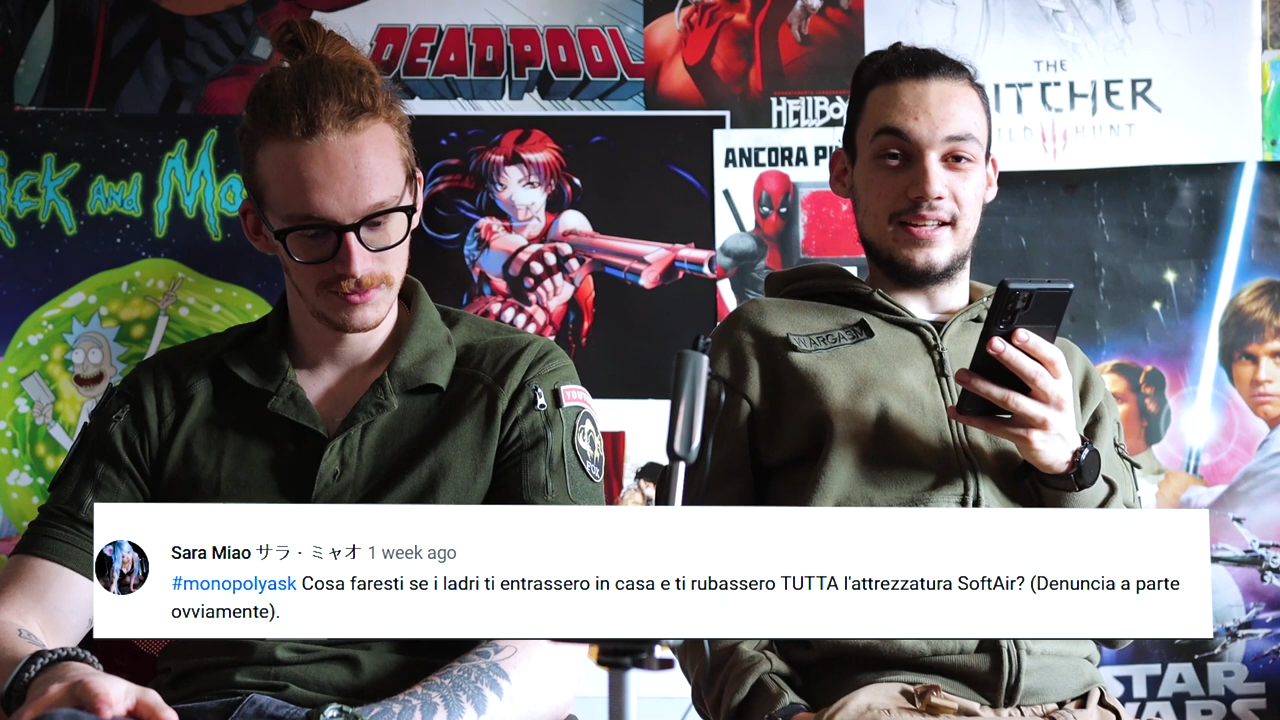 DEADPOOL
HELLBOY
THE
WITCHER
WILD HUNT
RICK AND MO
ANCORA PI
WARGASM
YOUT
FOX
Sara Miao サラ・ミャオ 1 week ago
#monopolyask Cosa faresti se i ladri ti entrassero in casa e ti rubassero TUTTA l'attrezzatura SoftAir? (Denuncia a parte
ovviamente).
STAR
WARS